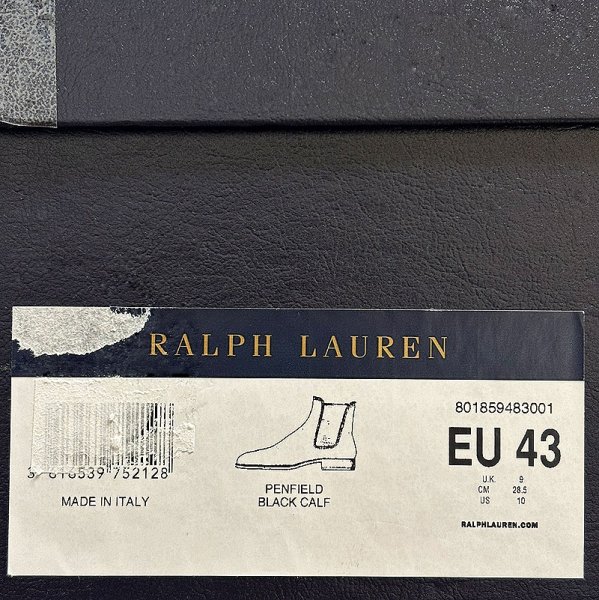 RALPH LAUREN
801859483001
EU 43
U.K. 9
CM 28.5
US 10
RALPHLAUREN.COM
PENFIELD
BLACK CALF
752128
MADE IN ITALY